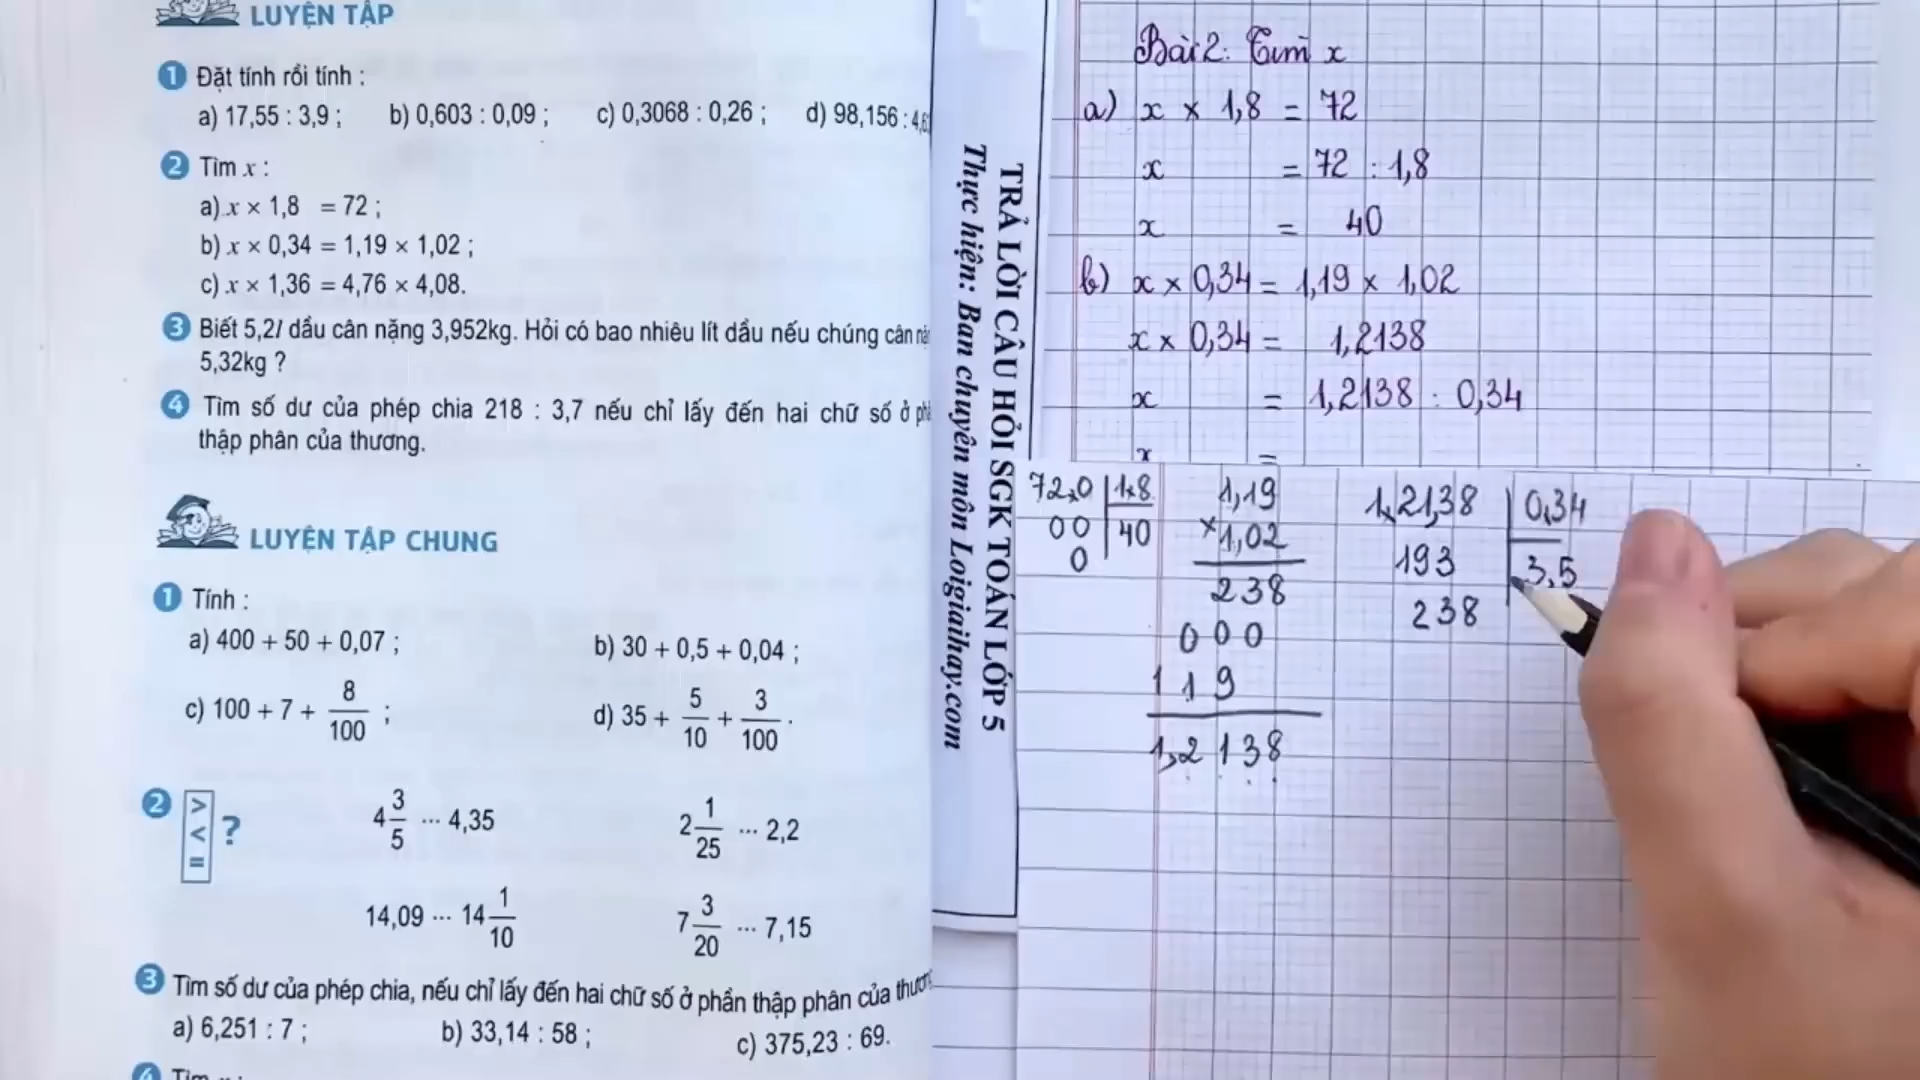 LUYỆN TẬP
1 Đặt tính rồi tính :
a) 17,55 : 3,9 ; b) 0,603 : 0,09 ; c) 0,3068 : 0,26 ; d) 98,156 : 4,6
2 Tìm x :
a) x × 1,8 = 72 ;
b) x × 0,34 = 1,19 × 1,02 ;
c) x × 1,36 = 4,76 × 4,08.
3 Biết 5,2l dầu cân nặng 3,952kg. Hỏi có bao nhiêu lít dầu nếu chúng cân
5,32kg ?
4 Tìm số dư của phép chia 218 : 3,7 nếu chỉ lấy đến hai chữ số ở
thập phân của thương.
LUYỆN TẬP CHUNG
1 Tính :
a) 400 + 50 + 0,07 ; b) 30 + 0,5 + 0,04 ;
c) 100 + 7 + 8/100 ; d) 35 + 5/10 + 3/100 .
2 > < = ? 4 3/5 ... 4,35 2 1/25 ... 2,2
14,09 ... 14 1/10 7 3/20 ... 7,15
3 Tìm số dư của phép chia, nếu chỉ lấy đến hai chữ số ở phần thập phân của
a) 6,251 : 7 ; b) 33,14 : 58 ; c) 375,23 : 69.
4 Tìm x :
TRẢ LỜI CÂU HỎI SGK TOÁN LỚP 5
Thực hiện: Ban chuyên môn Loigiaihay.com
Bài 2: Tìm x
a) x × 1,8 = 72
x = 72 : 1,8
x = 40
b) x × 0,34 = 1,19 × 1,02
x × 0,34 = 1,2138
x = 1,2138 : 0,34
x =
72,0 1,8
00 40
0
1,19
× 1,02
238
000
119
1,2138
1,21,38 0,34
193 3,5
238